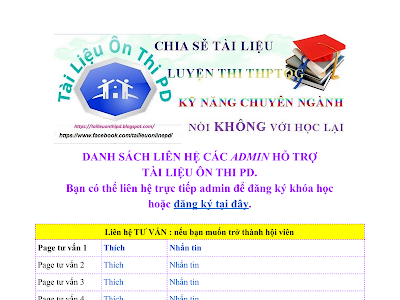 Tài Liệu Ôn Thi PD
CHIA SẺ TÀI LIỆU
LUYỆN THI THPTQG
KỸ NĂNG CHUYÊN NGÀNH
NÓI KHÔNG VỚI HỌC LẠI
https://tailieuonthipd.blogspot.com/
https://www.facebook.com/tailieuonlinepd/
DANH SÁCH LIÊN HỆ CÁC ADMIN HỖ TRỢ
TÀI LIỆU ÔN THI PD.
Bạn có thể liên hệ trực tiếp admin để đăng ký khóa học
hoặc đăng ký tại đây.
Liên hệ TƯ VẤN : nếu bạn muốn trở thành hội viên
Page tư vấn 1 Thích Nhắn tin
Page tư vấn 2 Thích Nhắn tin
Page tư vấn 3 Thích Nhắn tin
Page tư vấn 4 Thích Nhắn tin